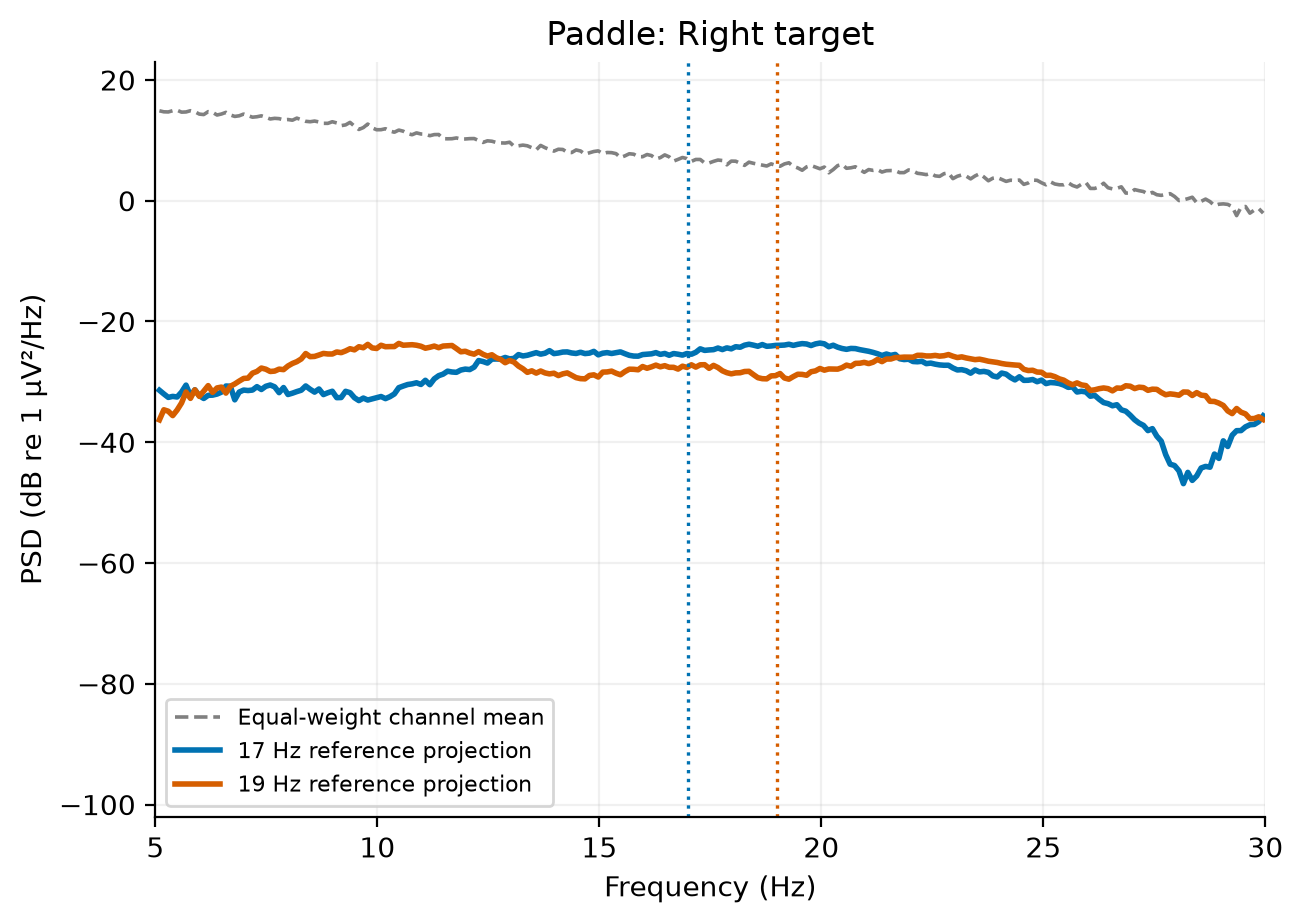 Paddle: Right target
PSD (dB re 1 µV²/Hz)
20
0
−20
−40
−60
−80
−100
Equal-weight channel mean
17 Hz reference projection
19 Hz reference projection
5
10
15
20
25
30
Frequency (Hz)